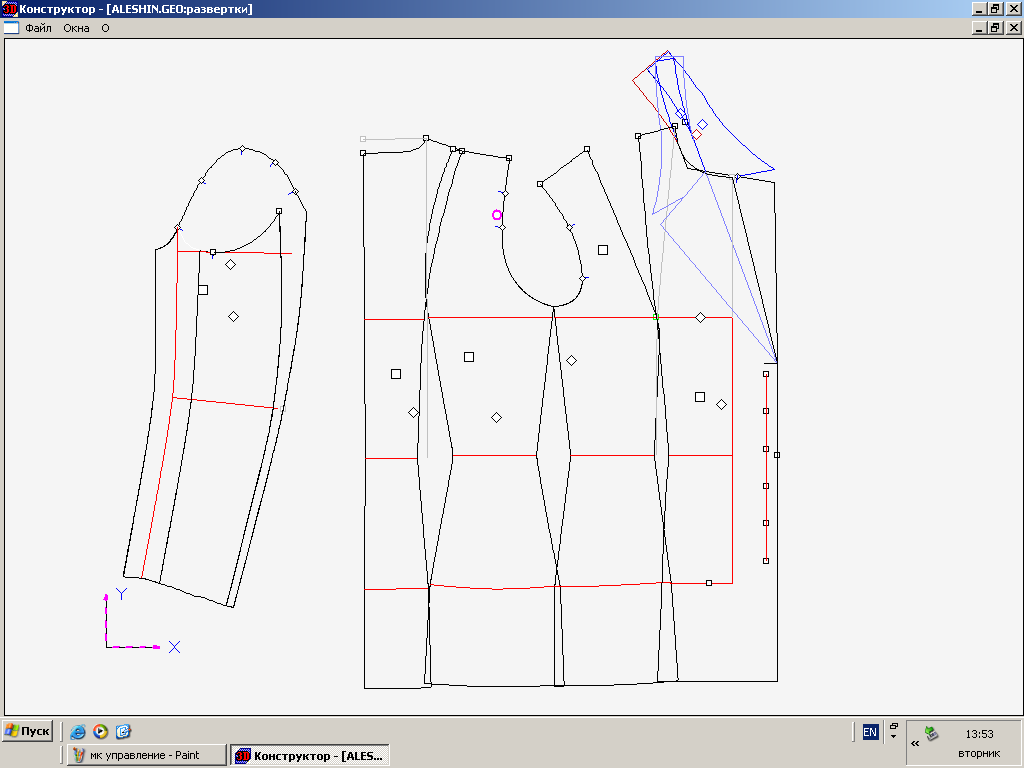 Конструктор - [ALESHIN.GEO:развертки]
Файл Окна О
Y
X
Пуск
EN
«
13:53
вторник
мк управление - Paint
Конструктор - [ALES...